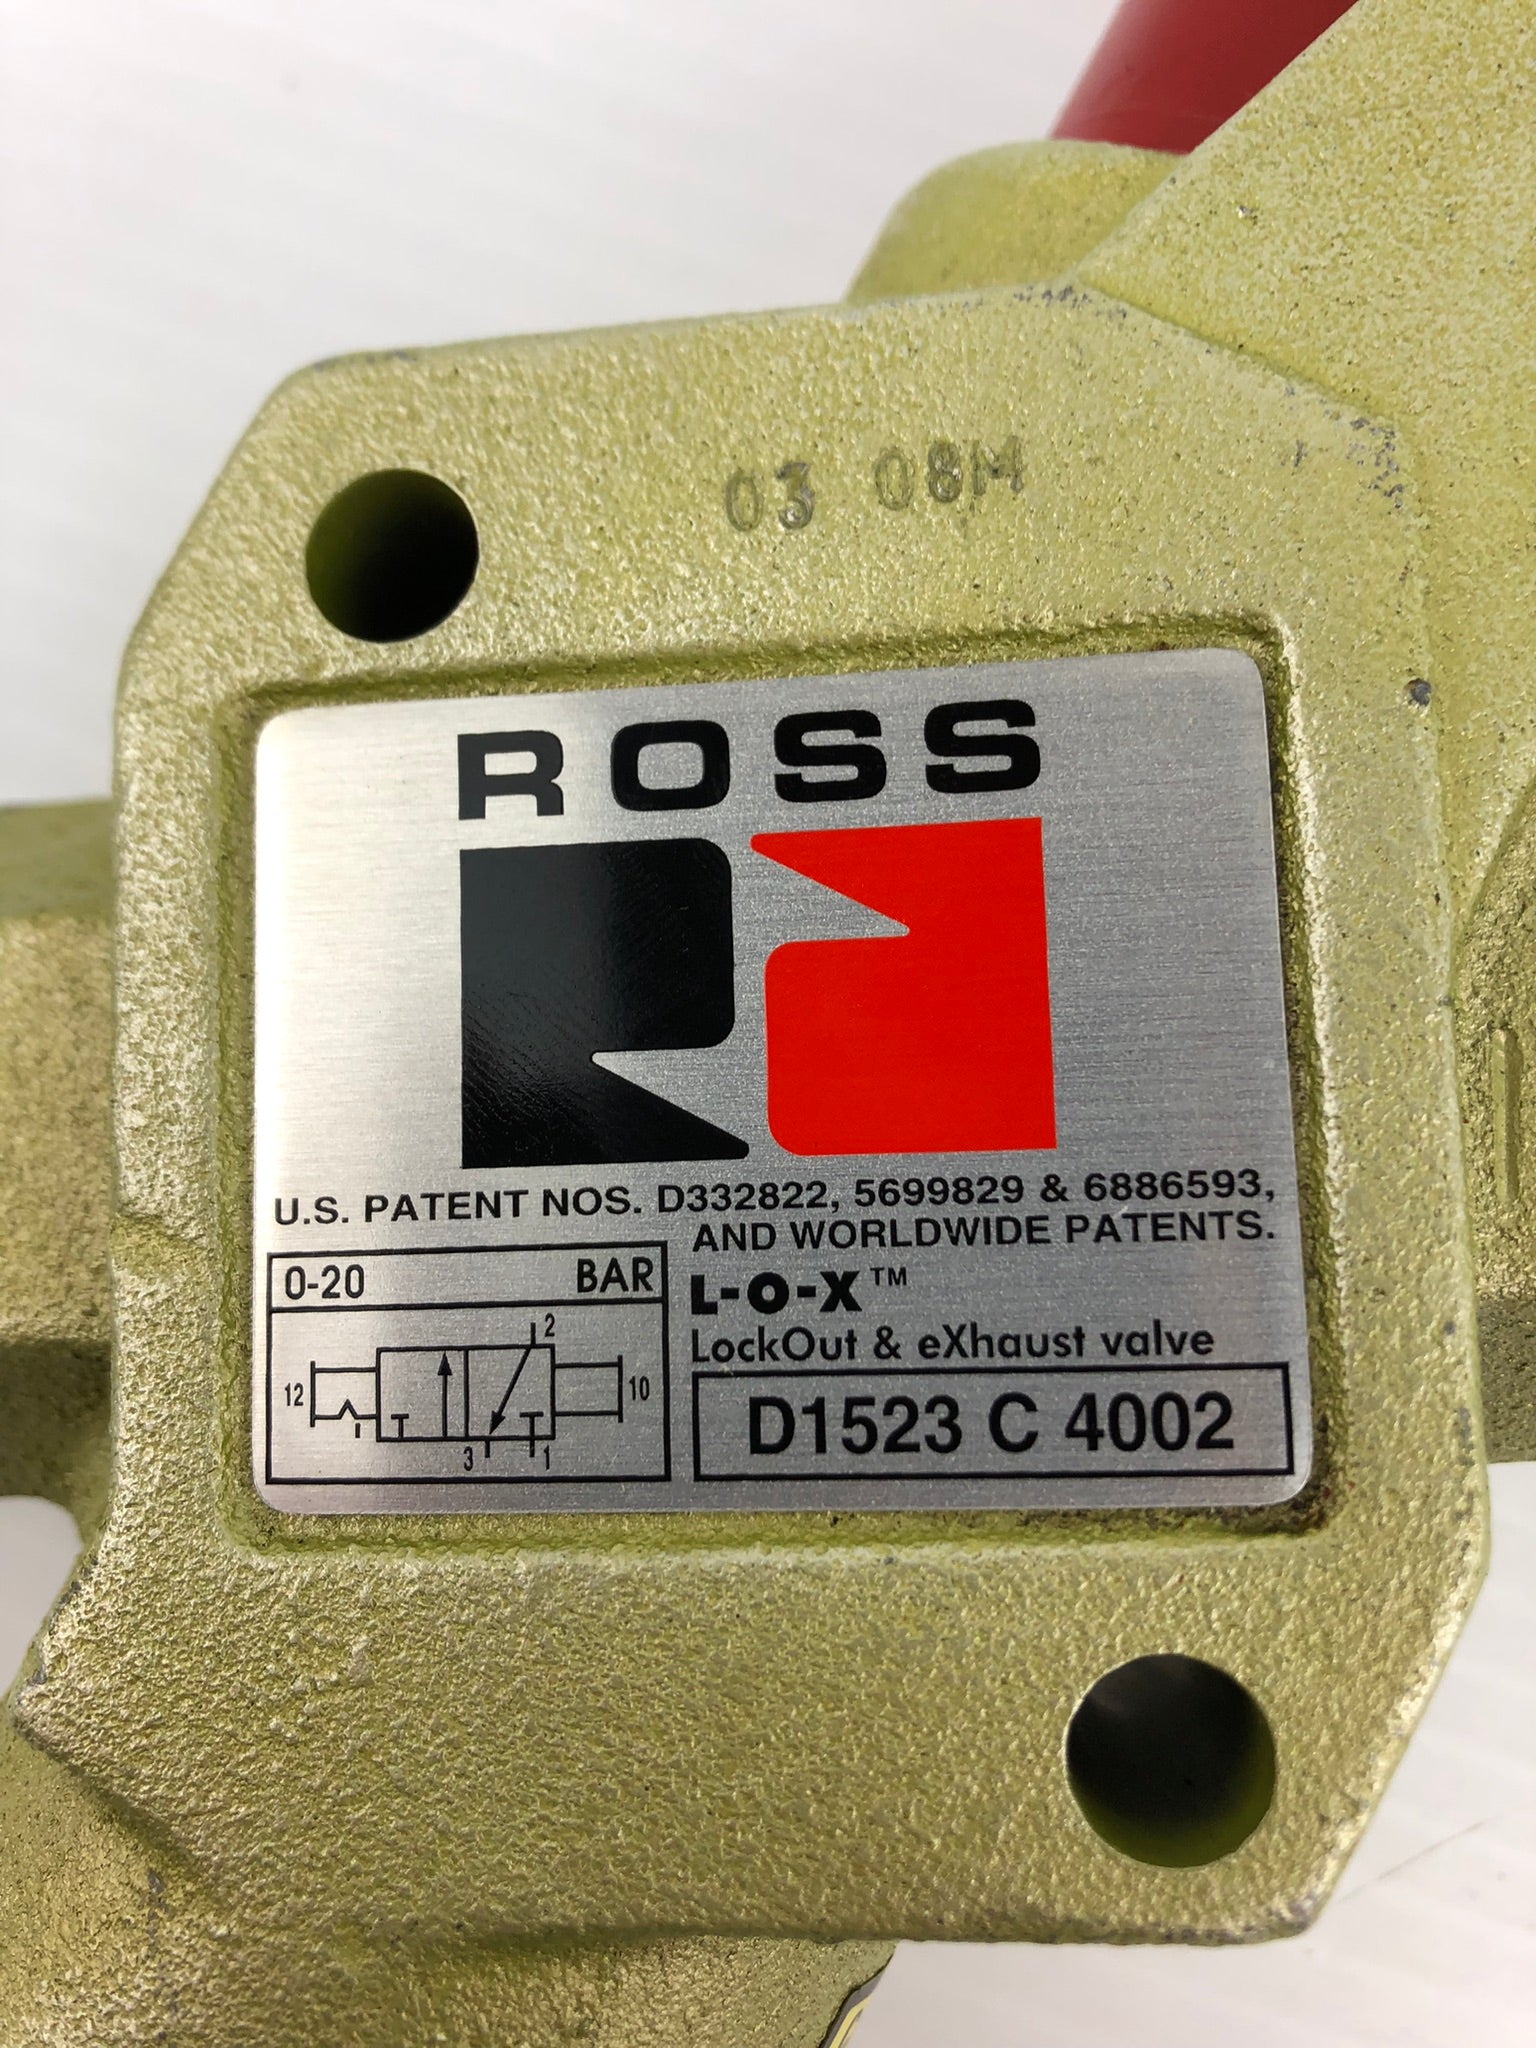 03 08M
ROSS
U.S. PATENT NOS. D332822, 5699829 & 6886593,
AND WORLDWIDE PATENTS.
0-20 BAR
L-O-X™
LockOut & eXhaust valve
2
12 10
3 1
D1523 C 4002